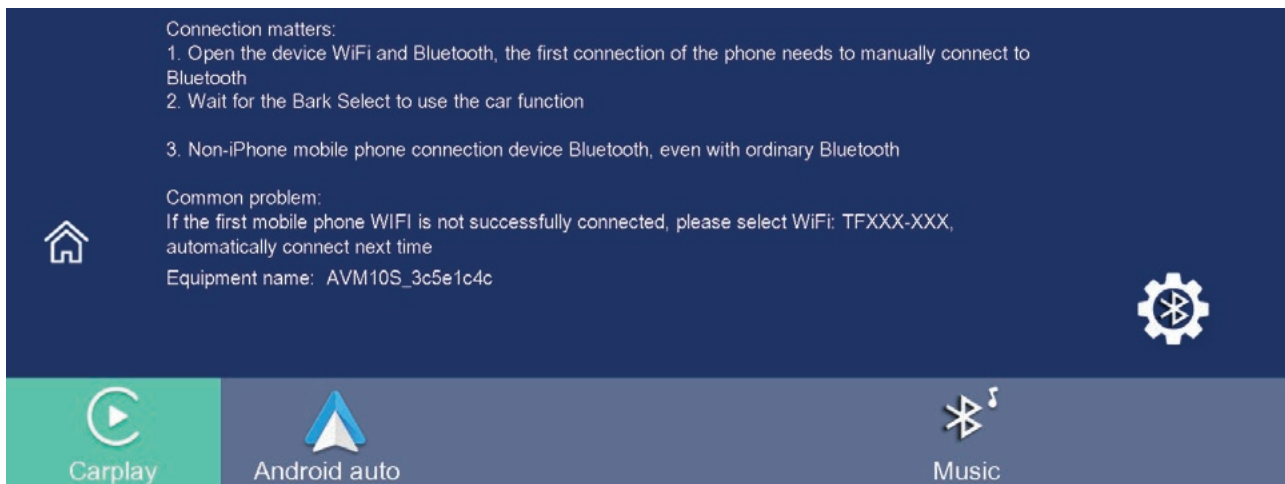 Connection matters:
1. Open the device WiFi and Bluetooth, the first connection of the phone needs to manually connect to
Bluetooth
2. Wait for the Bark Select to use the car function
3. Non-iPhone mobile phone connection device Bluetooth, even with ordinary Bluetooth
Common problem:
If the first mobile phone WIFI is not successfully connected, please select WiFi: TFXXX-XXX,
automatically connect next time
Equipment name: AVM10S_3c5e1c4c
Carplay
Android auto
Music